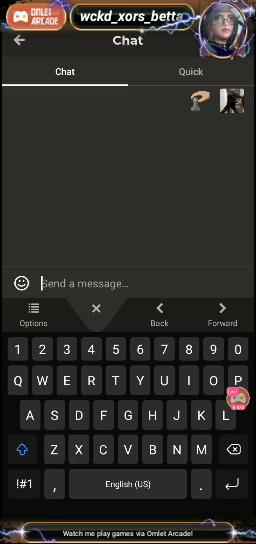 OMLET
ARCADE
wckd_xors_betta
Chat
Chat
Quick
Send a message...
Options
Back
Forward
1 2 3 4 5 6 7 8 9 0
Q W E R T Y U I O P
A S D F G H J K L
Z X C V B N M
!#1 , English (US) .
Watch me play games via Omlet Arcade!